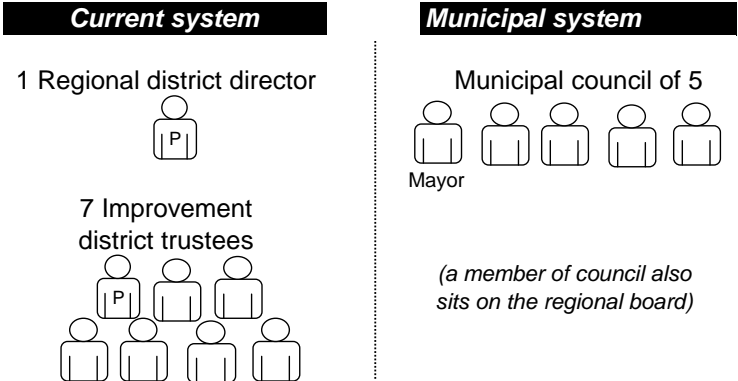 Current system
1 Regional district director
P
7 Improvement
district trustees
P
Municipal system
Municipal council of 5
Mayor
(a member of council also
sits on the regional board)